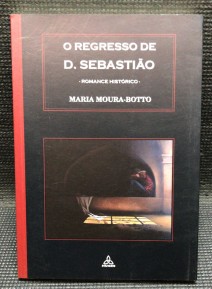 O REGRESSO DE
D. SEBASTIÃO
- ROMANCE HISTÓRICO -
MARIA MOURA-BOTTO